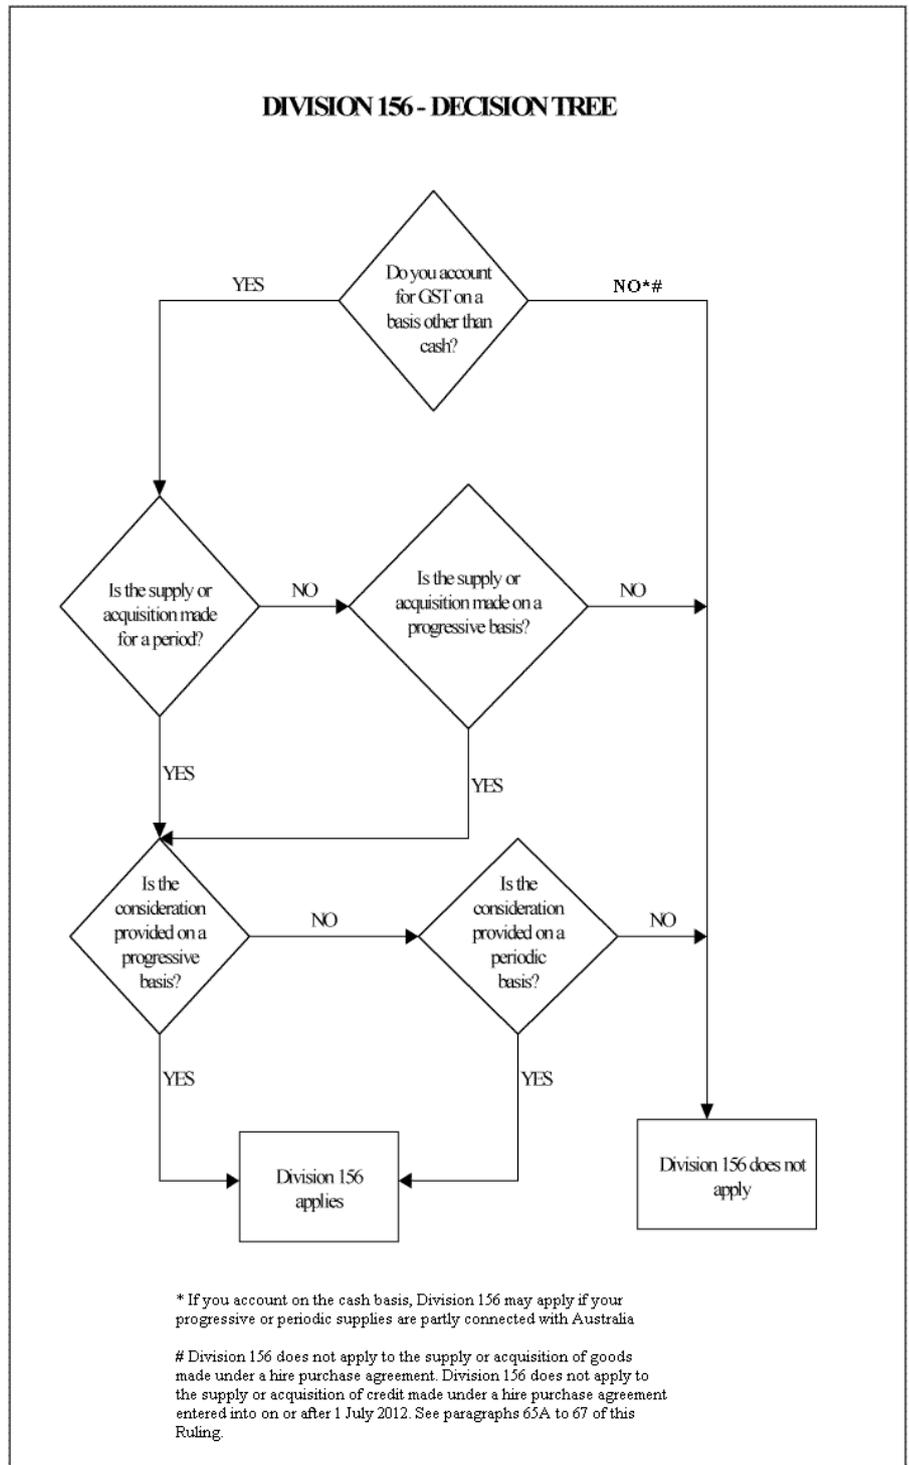 DIVISION 156 - DECISION TREE
Do you account
for GST on a
basis other than
cash?
YES
NO*#
Is the supply or
acquisition made
for a period?
NO
Is the supply or
acquisition made on a
progressive basis?
NO
YES
YES
Is the
consideration
provided on a
progressive
basis?
NO
Is the
consideration
provided on a
periodic
basis?
NO
YES
YES
Division 156
applies
Division 156 does not
apply
* If you account on the cash basis, Division 156 may apply if your
progressive or periodic supplies are partly connected with Australia
# Division 156 does not apply to the supply or acquisition of goods
made under a hire purchase agreement. Division 156 does not apply to
the supply or acquisition of credit made under a hire purchase agreement
entered into on or after 1 July 2012. See paragraphs 65A to 67 of this
Ruling.